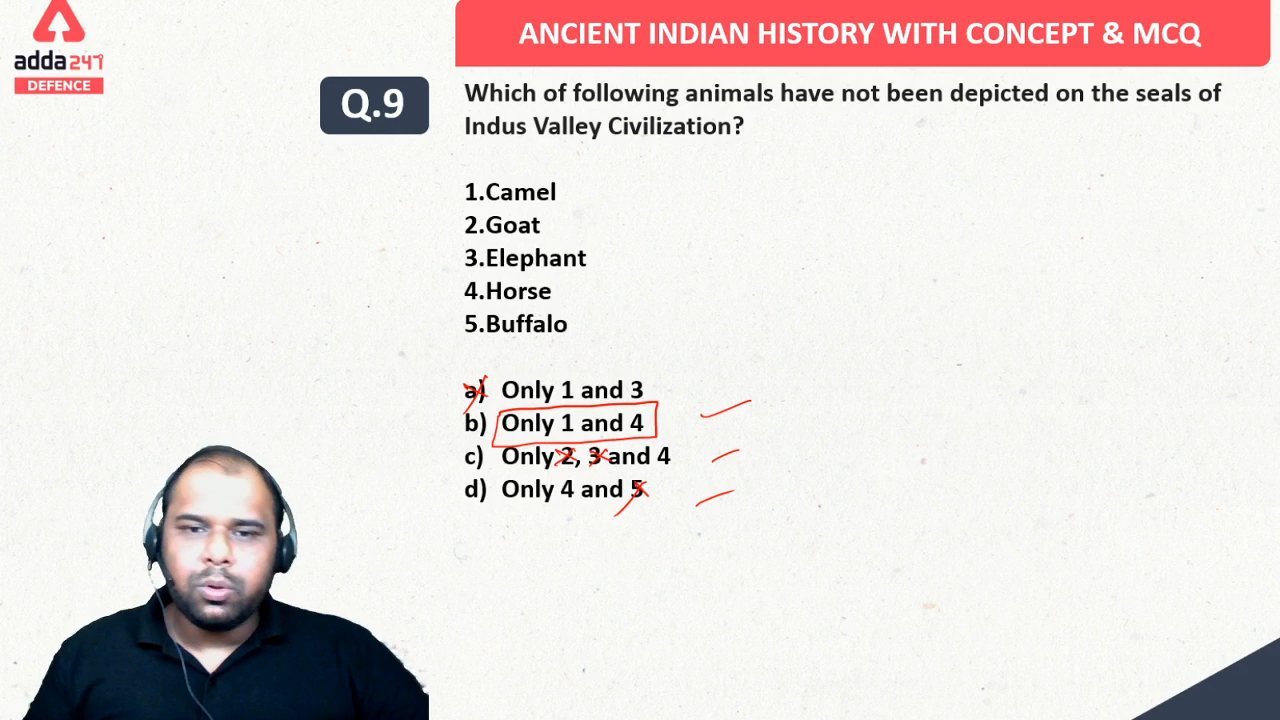 adda247
DEFENCE
ANCIENT INDIAN HISTORY WITH CONCEPT & MCQ
Q.9
Which of following animals have not been depicted on the seals of
Indus Valley Civilization?
1.Camel
2.Goat
3.Elephant
4.Horse
5.Buffalo
a) Only 1 and 3
b) Only 1 and 4
c) Only 2, 3 and 4
d) Only 4 and 5